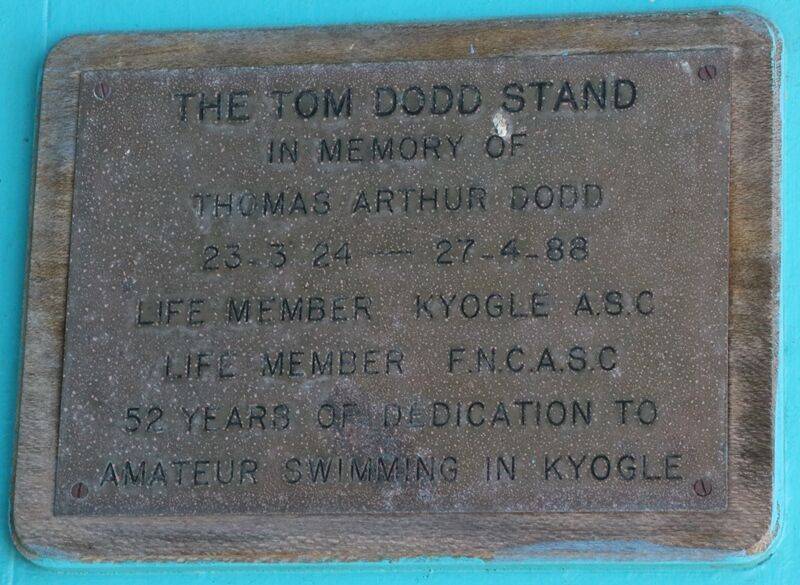 THE TOM DODD STAND
IN MEMORY OF
THOMAS ARTHUR DODD
23-3 24 — 27-4-88
LIFE MEMBER KYOGLE A.S.C
LIFE MEMBER F.N.C.A.S.C
52 YEARS OF DEDICATION TO
AMATEUR SWIMMING IN KYOGLE